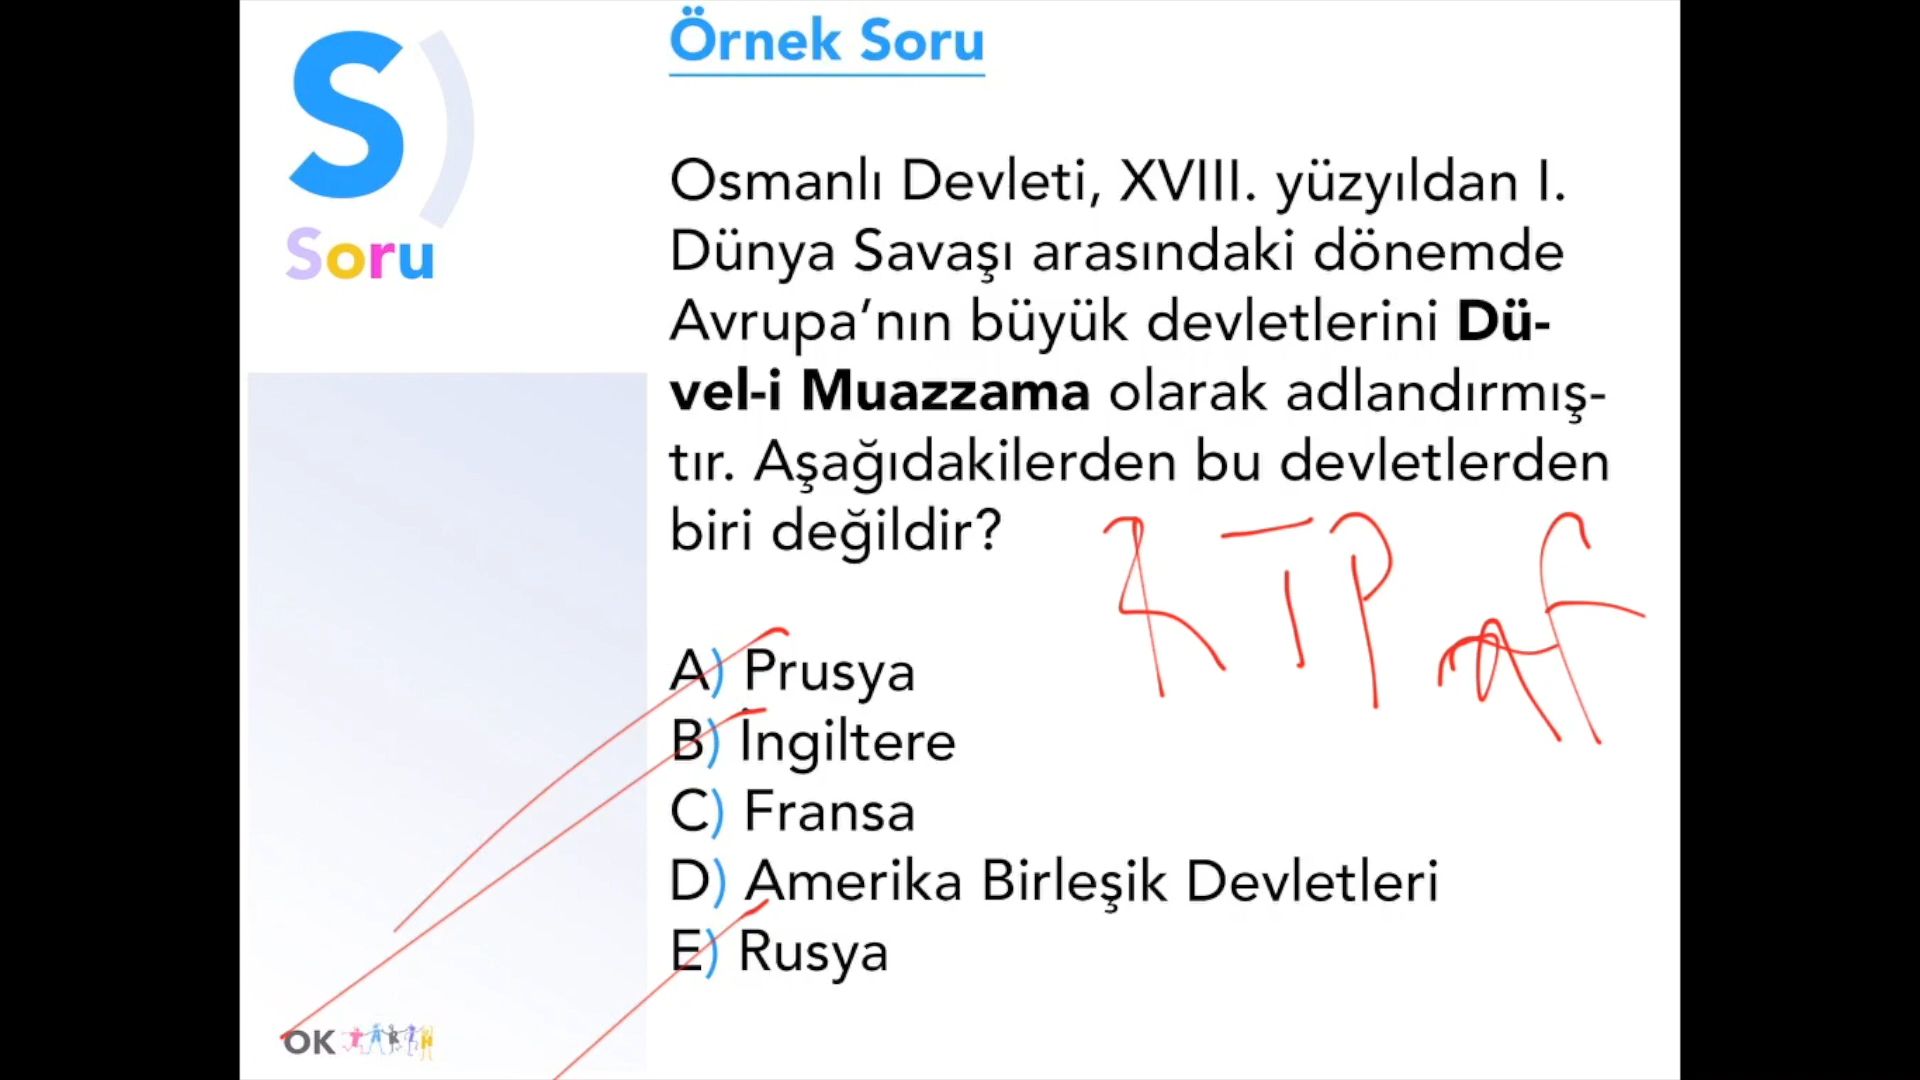 S)
Soru
Örnek Soru
Osmanlı Devleti, XVIII. yüzyıldan I.
Dünya Savaşı arasındaki dönemde
Avrupa’nın büyük devletlerini Dü-
vel-i Muazzama olarak adlandırmış-
tır. Aşağıdakilerden bu devletlerden
biri değildir?
A) Prusya
B) İngiltere
C) Fransa
D) Amerika Birleşik Devletleri
E) Rusya
OK TARİH